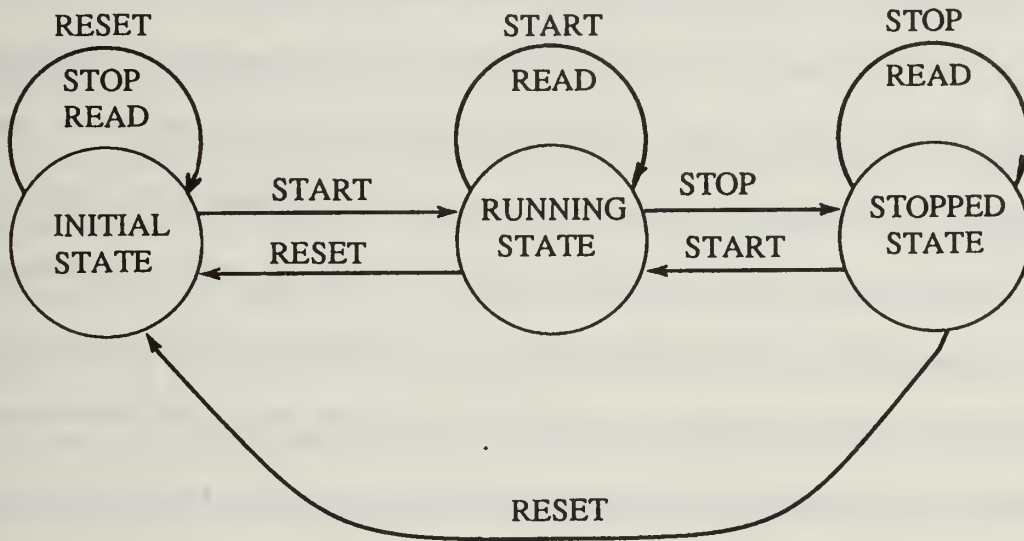 RESET
STOP
READ
INITIAL
STATE
START
RESET
START
READ
RUNNING
STATE
STOP
START
STOP
READ
STOPPED
STATE
RESET